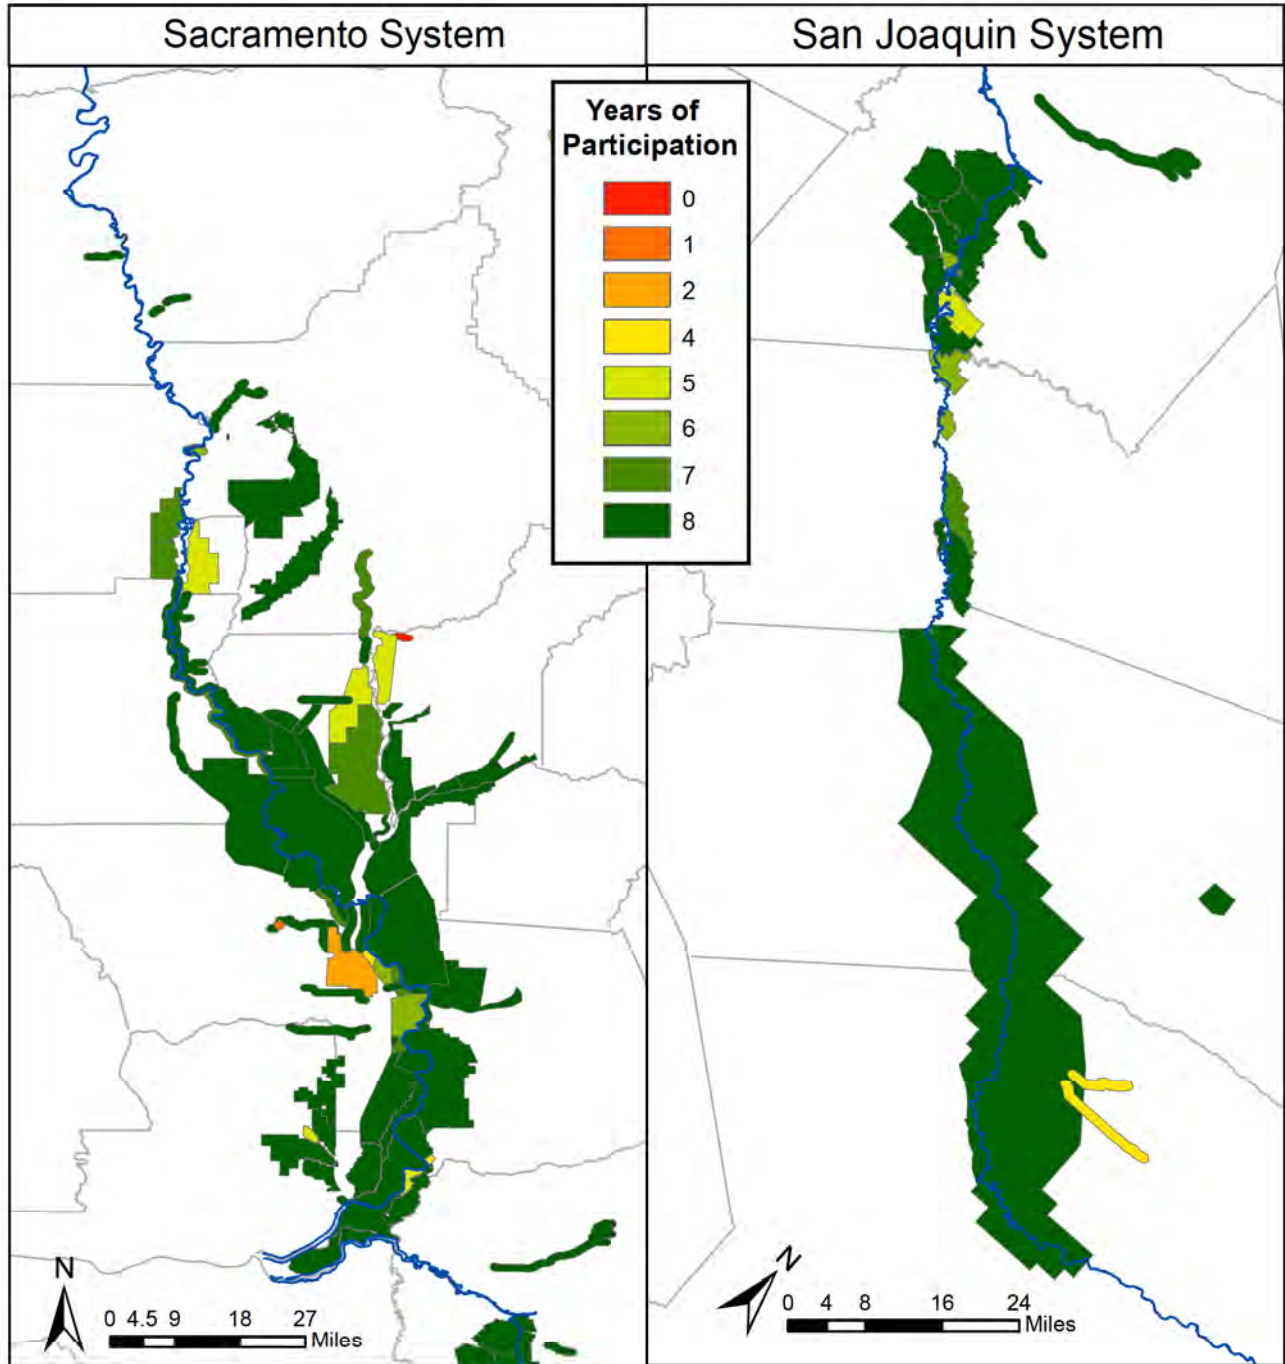 Sacramento System
San Joaquin System
Years of
Participation
0
1
2
4
5
6
7
8
N
0 4.5 9 18 27
Miles
N
0 4 8 16 24
Miles